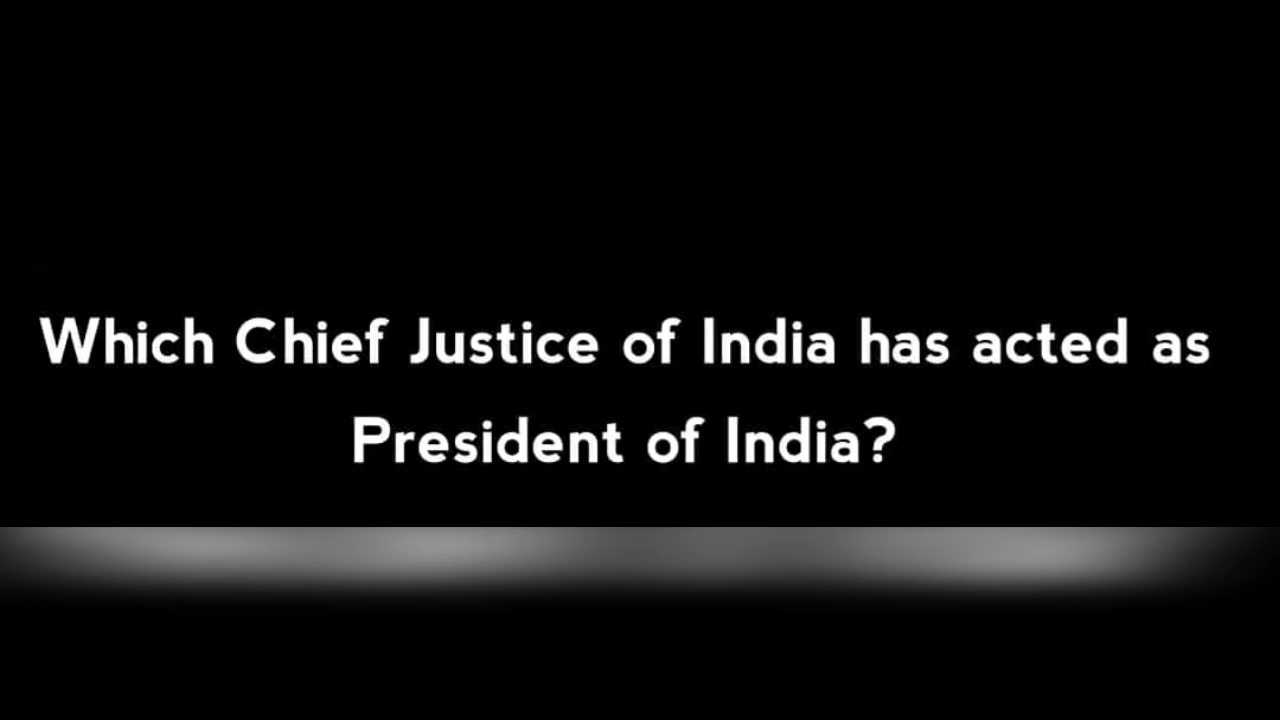 Which Chief Justice of India has acted as
President of India?